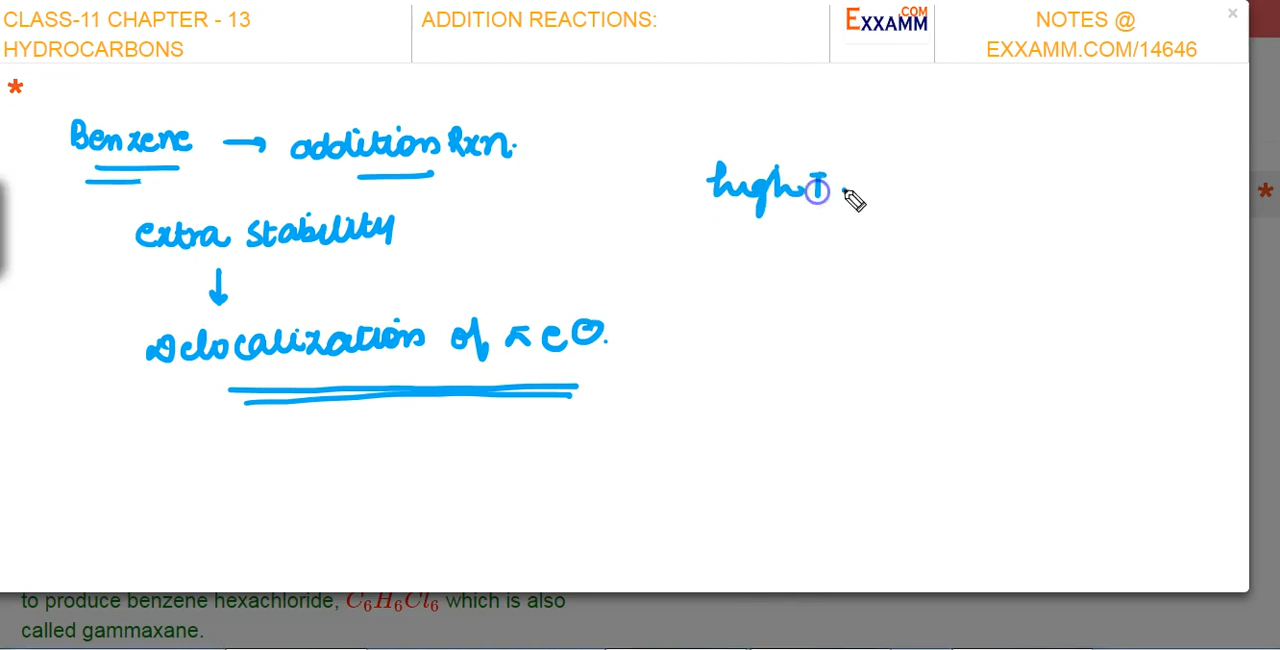 CLASS-11 CHAPTER - 13
HYDROCARBONS
ADDITION REACTIONS:
EXXAMM.COM
NOTES @
EXXAMM.COM/14646
×
*
Benzene → addition Rxn.
high T
*
extra stability
↓
Delocalization of π e⊖.
to produce benzene hexachloride, C₆H₆Cl₆ which is also
called gammaxane.